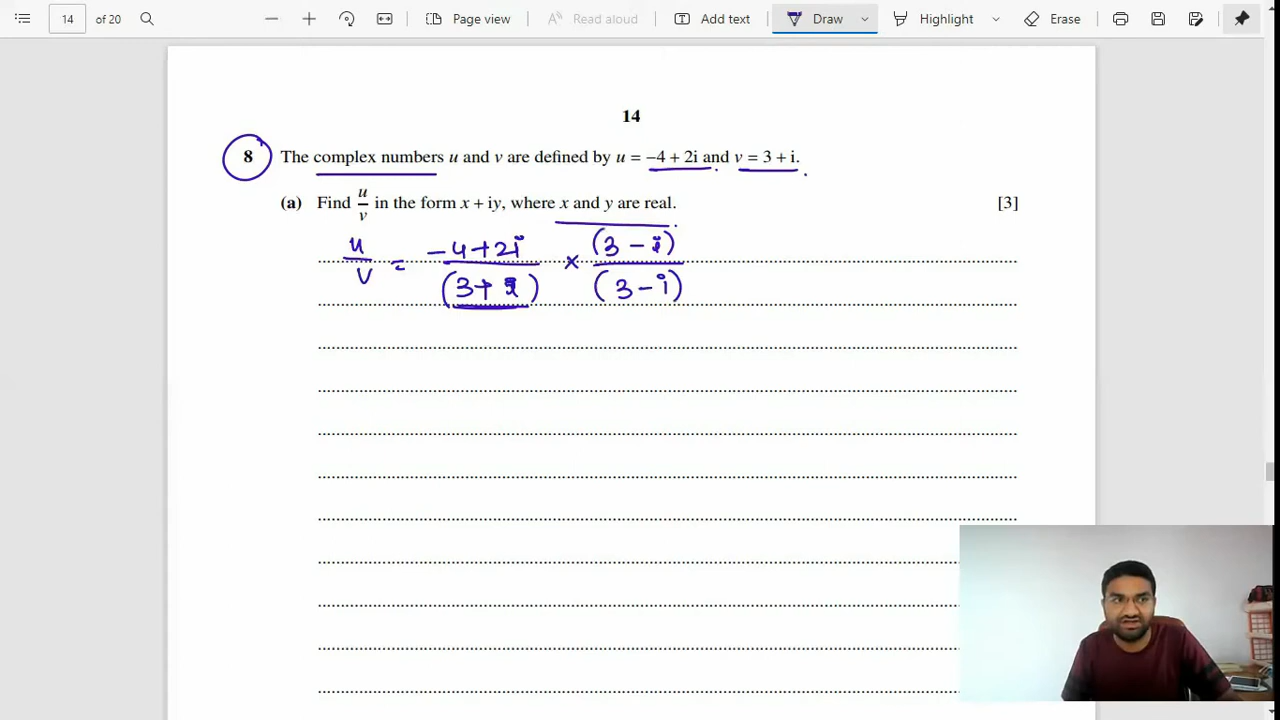 14 of 20 Page view Read aloud Add text Draw Highlight Erase
14
8 The complex numbers u and v are defined by u = −4 + 2i and v = 3 + i.
(a) Find u/v in the form x + iy, where x and y are real. [3]
u/v = −4+2i/(3+i) × (3−i)/(3−i)